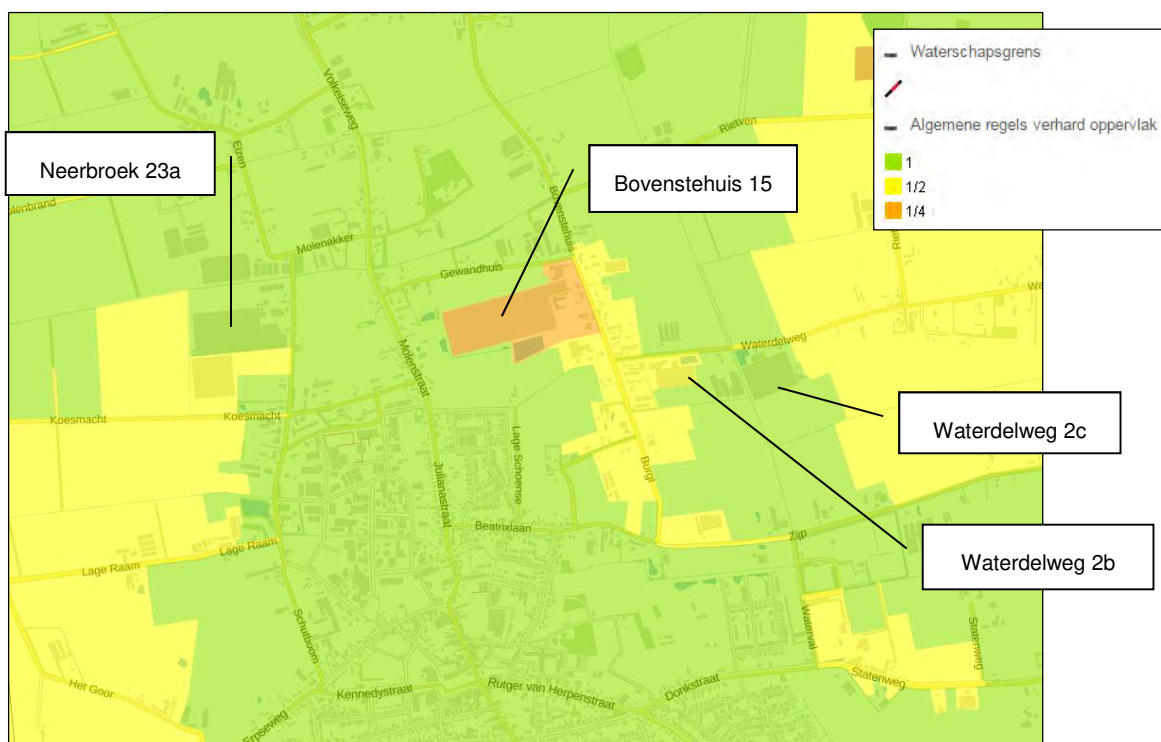 Waterschapsgrens
Algemene regels verhard oppervlak
1
1/2
1/4
Neerbroek 23a
Bovenstehuis 15
Waterdelweg 2c
Waterdelweg 2b
Volkelseweg
Elzen
Rietven
Bovenstehuis
Molenakker
Gewandhuis
Molenstraat
Waterdelweg
Koesmacht
Koesmacht
Lage Schoense
Julianastraat
Burgt
Beatrixlaan
Zijp
Lage Raam
Lage Raam
Schutboom
Waterval
Statenweg
Statenweg
Het Goor
Kennedystraat
Rutger van Herpenstraat
Donkstraat
Erpseweg